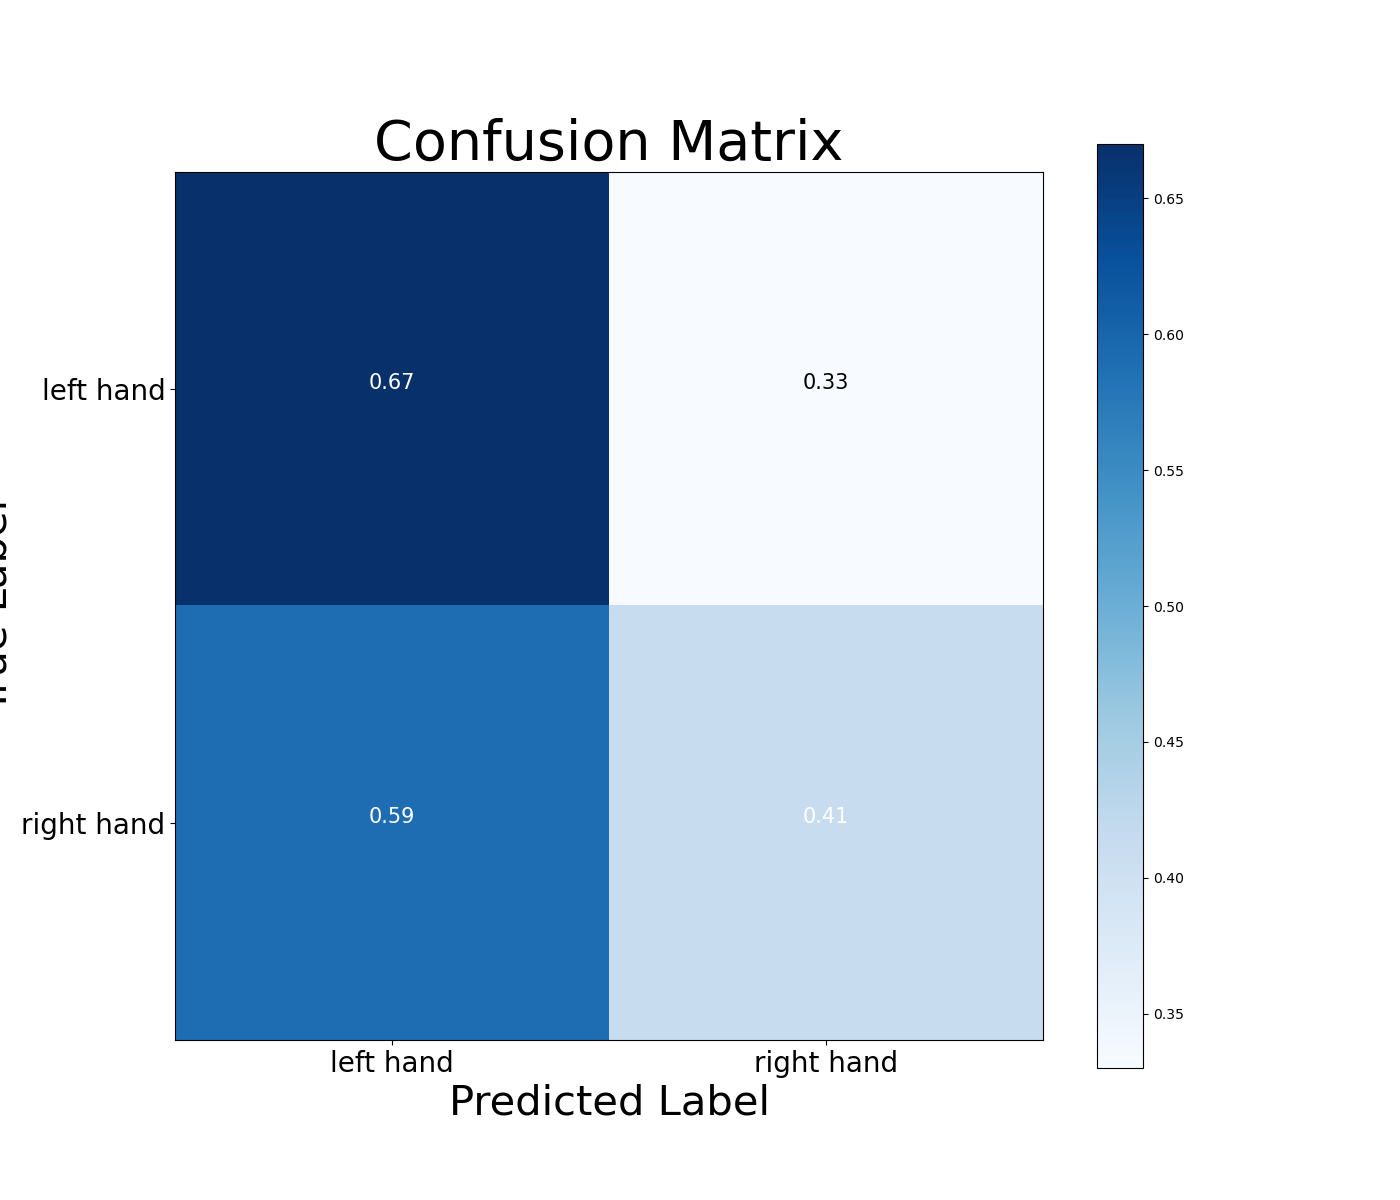 Confusion Matrix
0.67 0.33
0.59 0.41
left hand
right hand
left hand right hand
Predicted Label
0.65
0.60
0.55
0.50
0.45
0.40
0.35